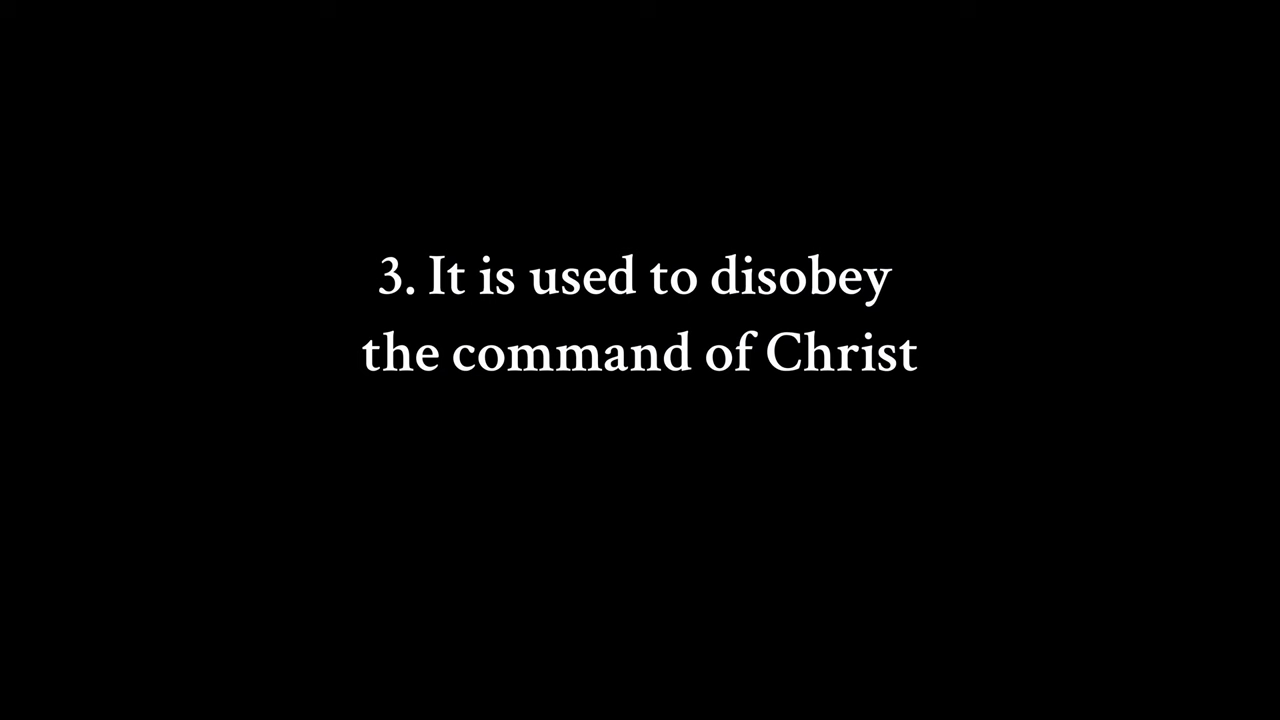 3. It is used to disobey
the command of Christ